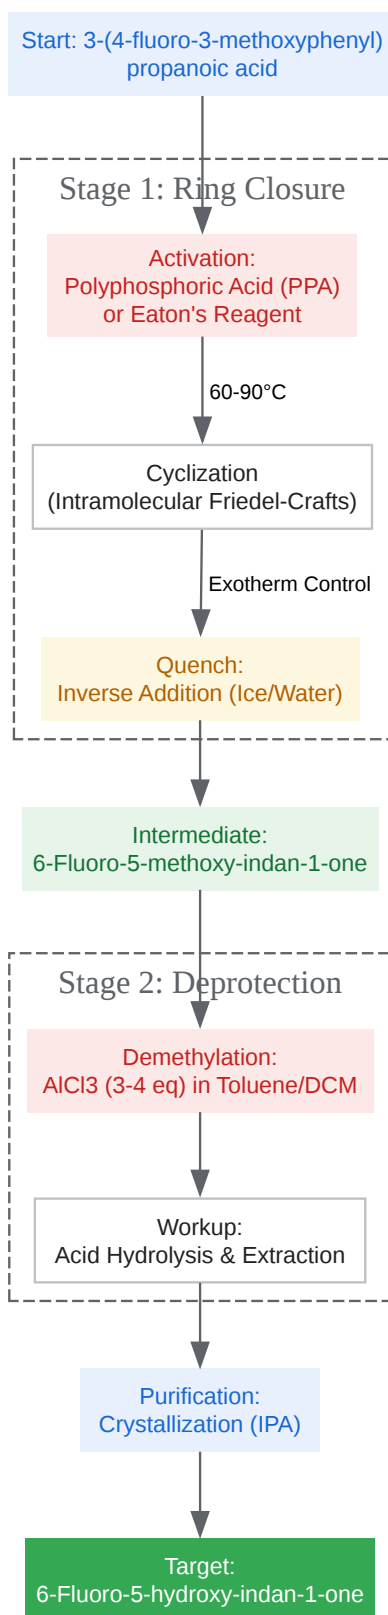 Start: 3-(4-fluoro-3-methoxyphenyl)
propanoic acid
Stage 1: Ring Closure
Activation:
Polyphosphoric Acid (PPA)
or Eaton's Reagent
60-90°C
Cyclization
(Intramolecular Friedel-Crafts)
Exotherm Control
Quench:
Inverse Addition (Ice/Water)
Intermediate:
6-Fluoro-5-methoxy-indan-1-one
Stage 2: Deprotection
Demethylation:
AlCl3 (3-4 eq) in Toluene/DCM
Workup:
Acid Hydrolysis & Extraction
Purification:
Crystallization (IPA)
Target:
6-Fluoro-5-hydroxy-indan-1-one